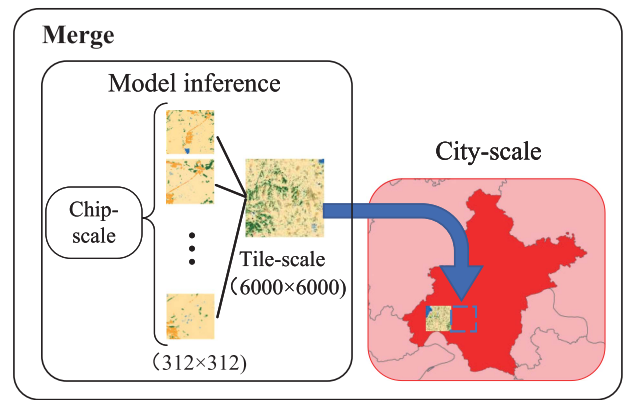 Merge
Model inference
Chip-
scale
(312×312)
Tile-scale
(6000×6000)
City-scale